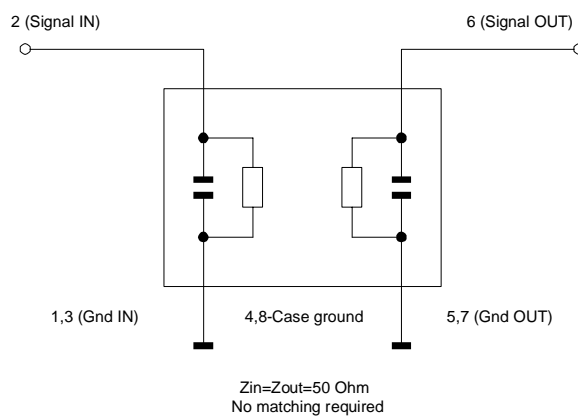 2 (Signal IN)
6 (Signal OUT)
1,3 (Gnd IN)
4,8-Case ground
5,7 (Gnd OUT)
Zin=Zout=50 Ohm
No matching required